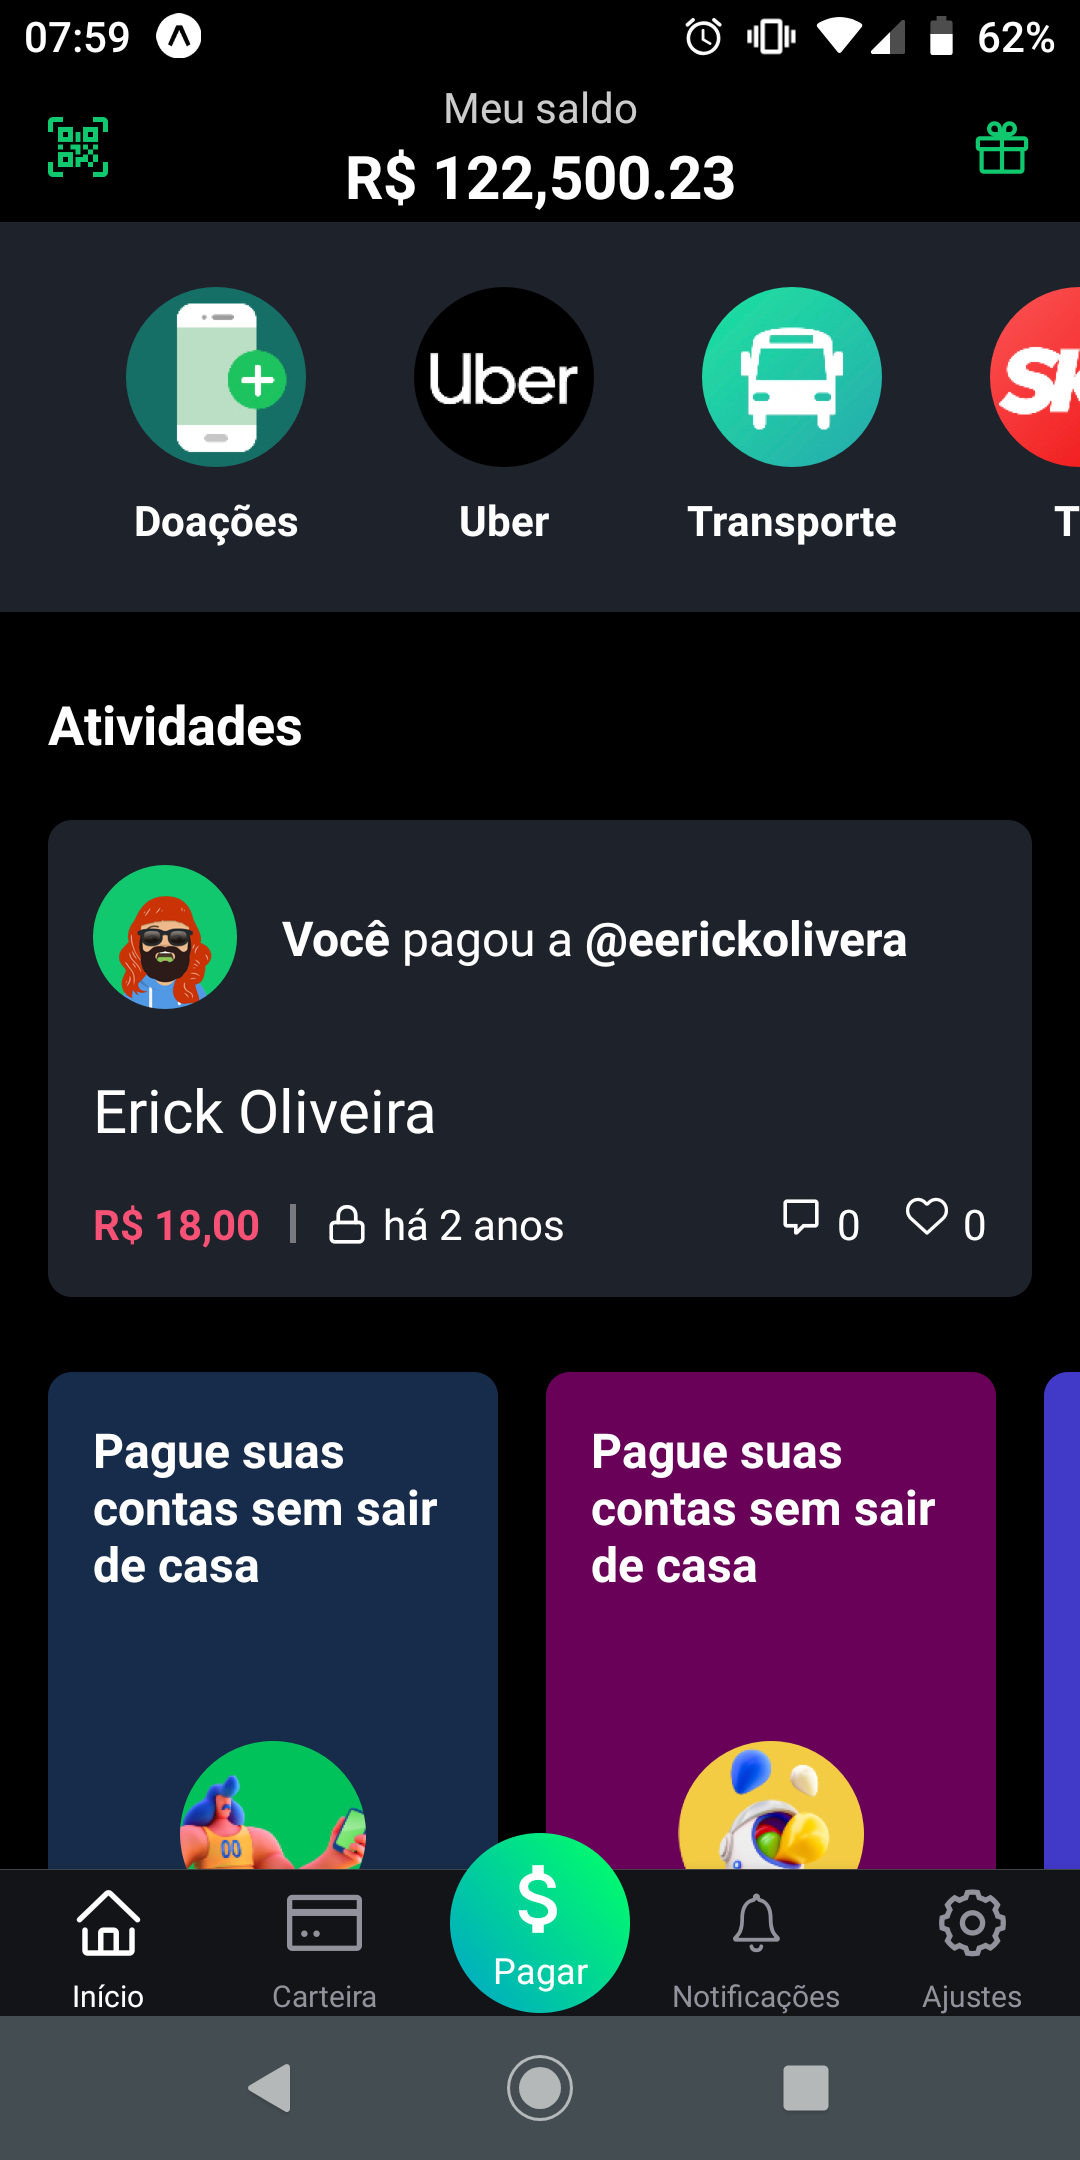 07:59
62%
Meu saldo
R$ 122,500.23
Uber
Doações
Uber
Transporte
Atividades
Você pagou a @eerickolivera
Erick Oliveira
R$ 18,00 | há 2 anos
0
0
Pague suas
contas sem sair
de casa
Pague suas
contas sem sair
de casa
00
$
Pagar
Início
Carteira
Notificações
Ajustes